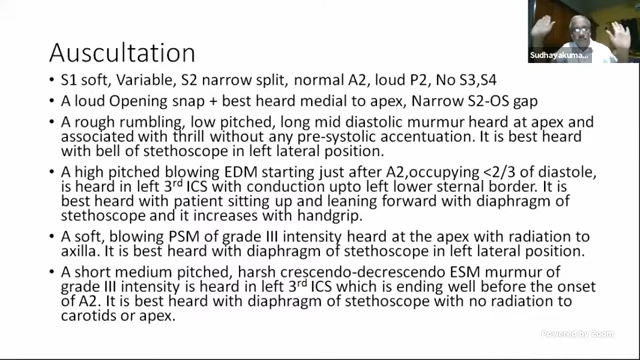 Sudhayakuma...
Auscultation
• S1 soft, Variable, S2 narrow split, normal A2, loud P2, No S3,S4
• A loud Opening snap + best heard medial to apex, Narrow S2-OS gap
• A rough rumbling, low pitched, long mid diastolic murmur heard at apex and
associated with thrill without any pre-systolic accentuation. It is best heard
with bell of stethoscope in left lateral position.
• A high pitched blowing EDM starting just after A2,occupying <2/3 of diastole,
is heard in left 3rd ICS with conduction upto left lower sternal border. It is
best heard with patient sitting up and leaning forward with diaphragm of
stethoscope and it increases with handgrip.
• A soft, blowing PSM of grade III intensity heard at the apex with radiation to
axilla. It is best heard with diaphragm of stethoscope in left lateral position.
• A short medium pitched, harsh crescendo-decrescendo ESM murmur of
grade III intensity is heard in left 3rd ICS which is ending well before the onset
of A2. It is best heard with diaphragm of stethoscope with no radiation to
carotids or apex.
Powered by Zoom